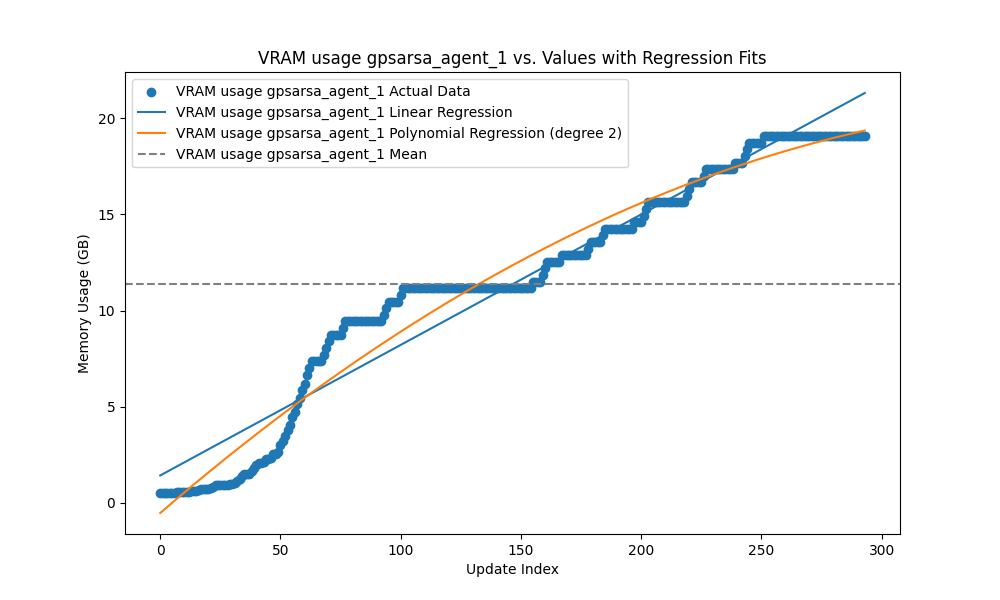 VRAM usage gpsarsa_agent_1 vs. Values with Regression Fits
VRAM usage gpsarsa_agent_1 Actual Data
VRAM usage gpsarsa_agent_1 Linear Regression
VRAM usage gpsarsa_agent_1 Polynomial Regression (degree 2)
VRAM usage gpsarsa_agent_1 Mean
Memory Usage (GB)
20
15
10
5
0
0 50 100 150 200 250 300
Update Index